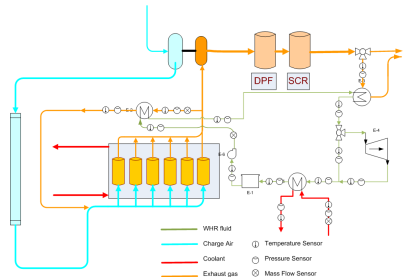 DPF SCR
E-2
M
E-4
E-3
E-1
M
WHR fluid
Charge Air
Coolant
Exhaust gas
Temperature Sensor
Pressure Sensor
Mass Flow Sensor